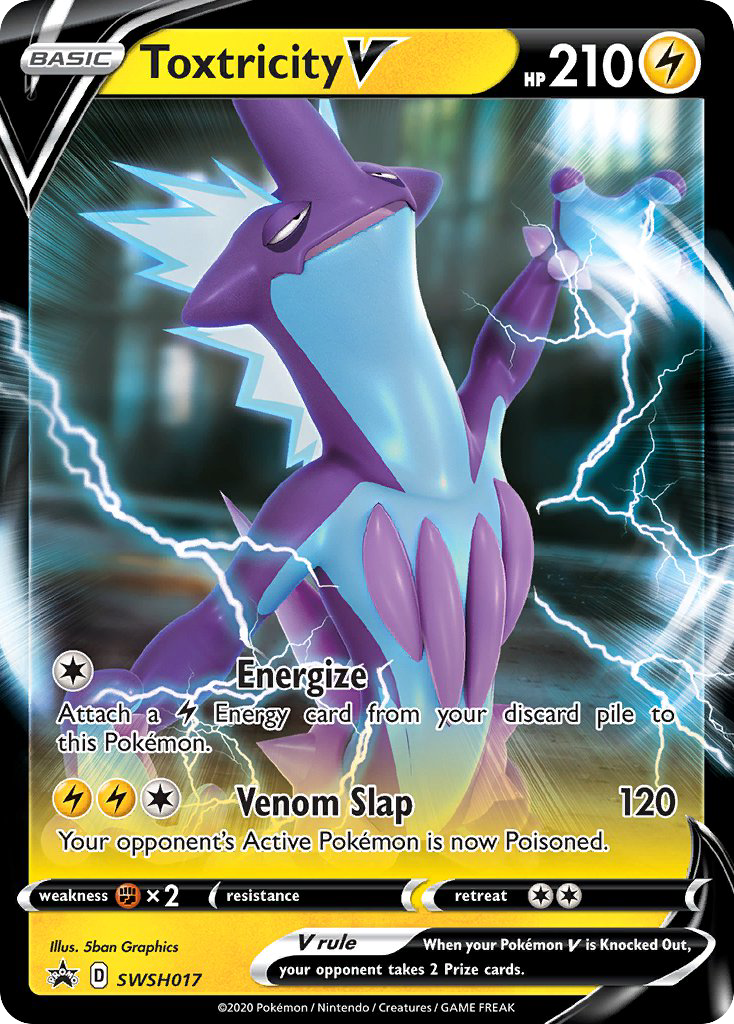 BASIC Toxtricity V HP 210
Energize
Attach a Energy card from your discard pile to
this Pokémon.
Venom Slap 120
Your opponent's Active Pokémon is now Poisoned.
weakness ×2 resistance retreat
Illus. 5ban Graphics
V rule When your Pokémon V is Knocked Out,
your opponent takes 2 Prize cards.
PROMO D SWSH017
©2020 Pokémon / Nintendo / Creatures / GAME FREAK